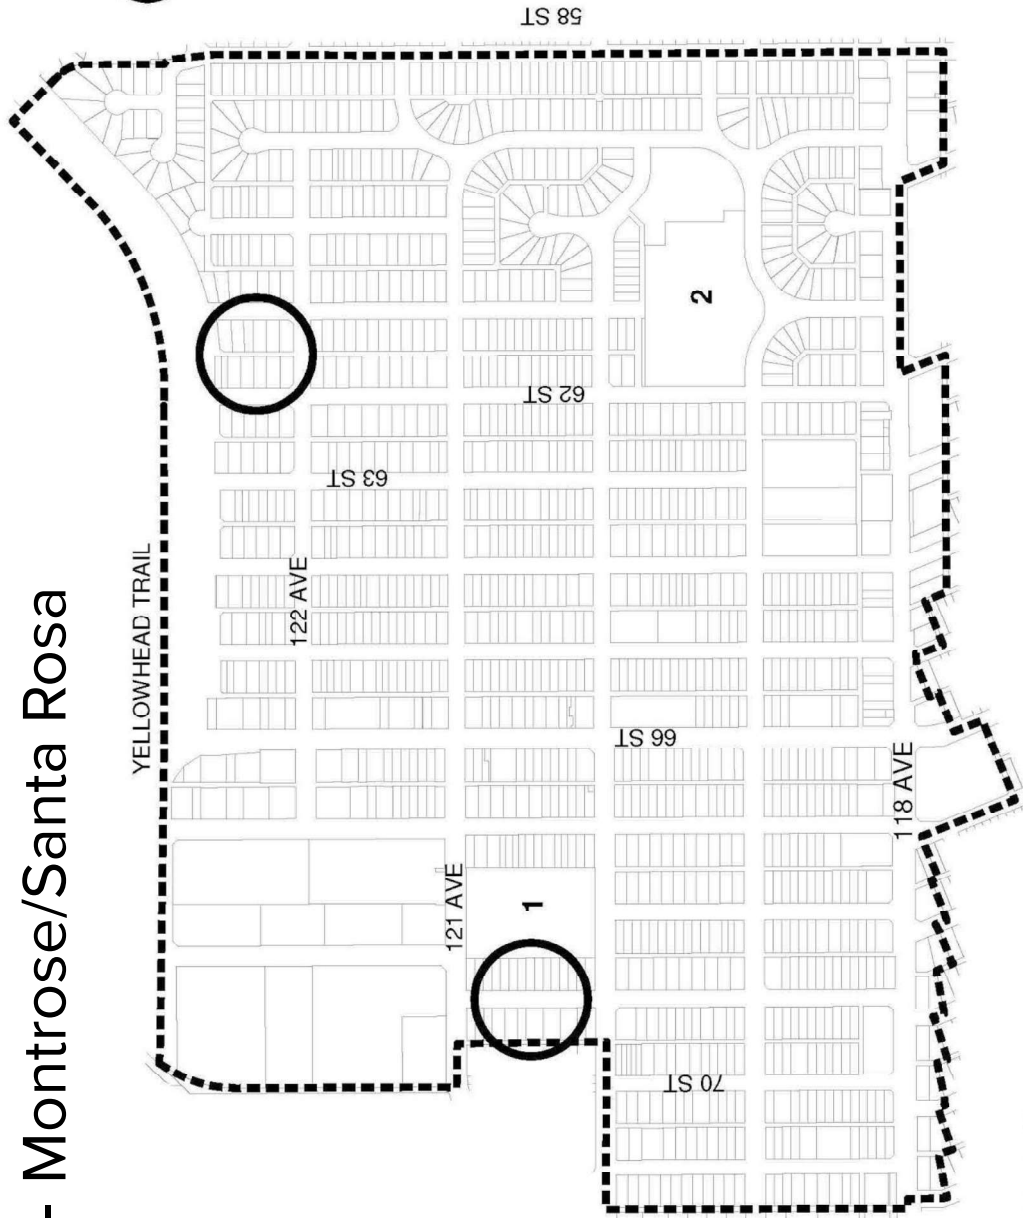 - Montrose/Santa Rosa
YELLOWHEAD TRAIL
58 ST
122 AVE
63 ST
62 ST
2
66 ST
121 AVE
1
118 AVE
70 ST